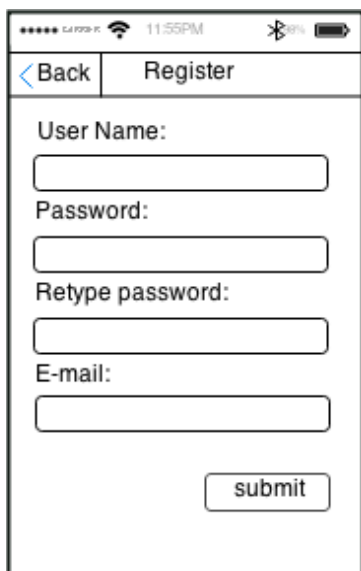 11:55PM
Back
Register
User Name:
Password:
Retype password:
E-mail:
submit